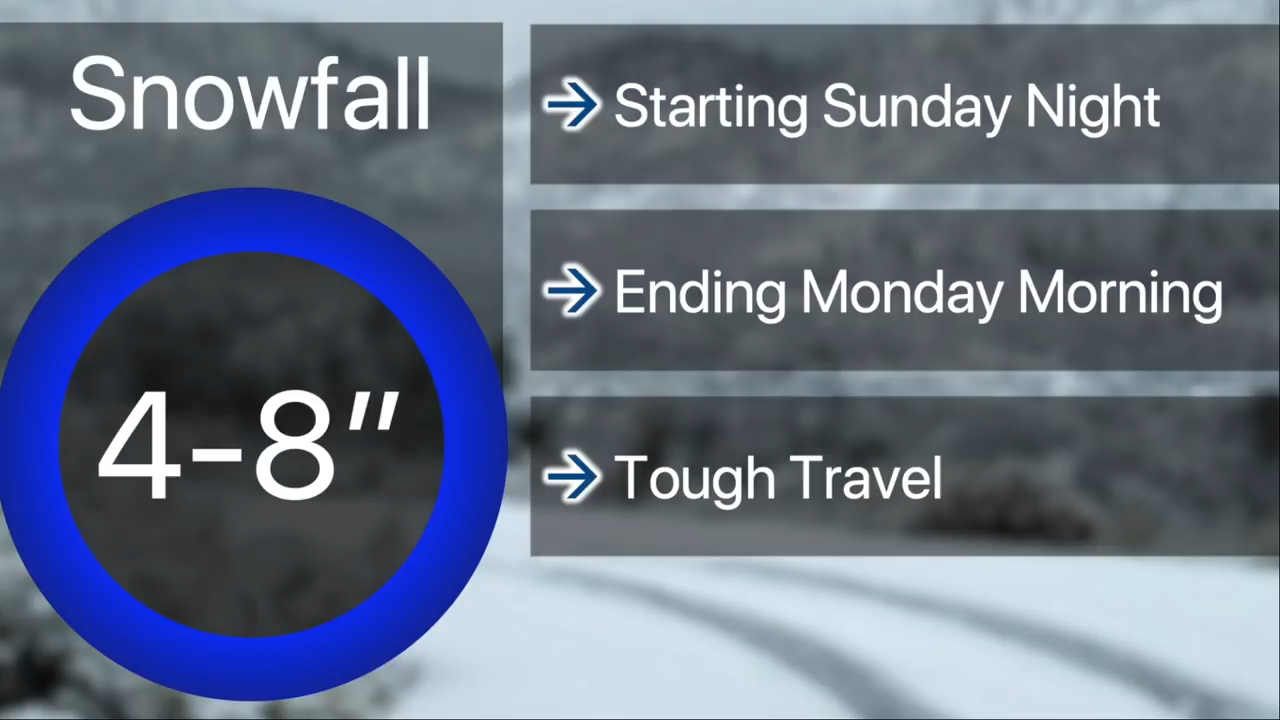 Snowfall
4-8"
Starting Sunday Night
Ending Monday Morning
Tough Travel